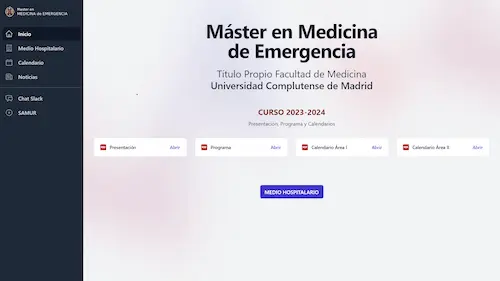 Máster en
MEDICINA de EMERGENCIA
Inicio
Medio Hospitalario
Calendario
Noticias
Chat Slack
SAMUR
Máster en Medicina
de Emergencia
Título Propio Facultad de Medicina
Universidad Complutense de Madrid
CURSO 2023-2024
Presentación, Programa y Calendarios
Presentación Abrir
Programa Abrir
Calendario Área I Abrir
Calendario Área II Abrir
MEDIO HOSPITALARIO